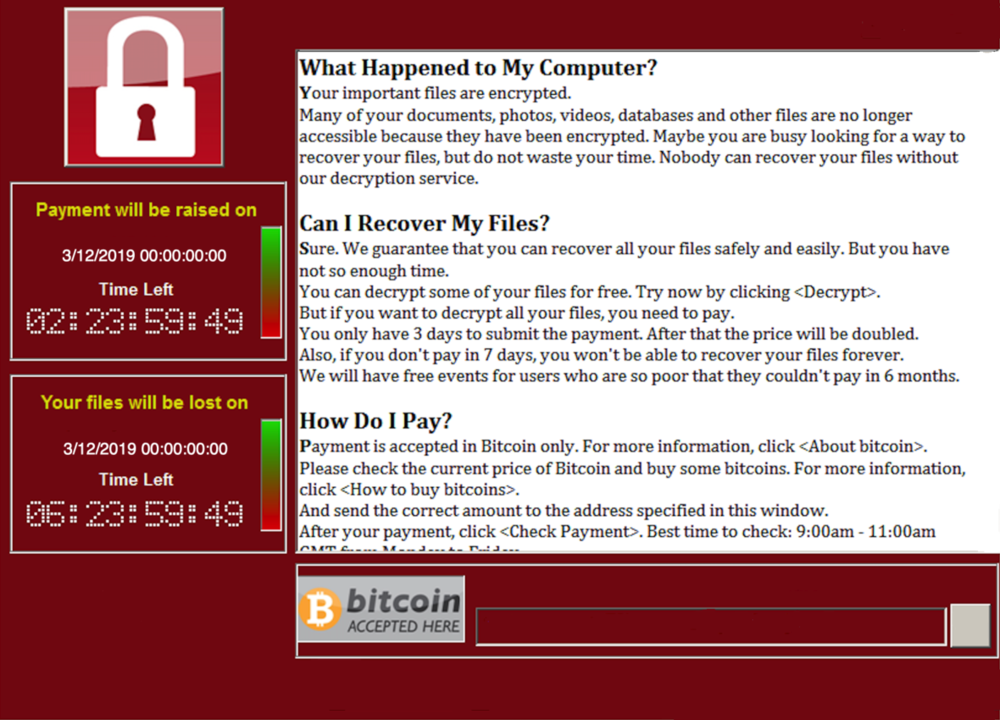 Payment will be raised on
3/12/2019 00:00:00:00
Time Left
02:23:59:49
Your files will be lost on
3/12/2019 00:00:00:00
Time Left
06:23:59:49
What Happened to My Computer?
Your important files are encrypted.
Many of your documents, photos, videos, databases and other files are no longer
accessible because they have been encrypted. Maybe you are busy looking for a way to
recover your files, but do not waste your time. Nobody can recover your files without
our decryption service.
Can I Recover My Files?
Sure. We guarantee that you can recover all your files safely and easily. But you have
not so enough time.
You can decrypt some of your files for free. Try now by clicking <Decrypt>.
But if you want to decrypt all your files, you need to pay.
You only have 3 days to submit the payment. After that the price will be doubled.
Also, if you don't pay in 7 days, you won't be able to recover your files forever.
We will have free events for users who are so poor that they couldn't pay in 6 months.
How Do I Pay?
Payment is accepted in Bitcoin only. For more information, click <About bitcoin>.
Please check the current price of Bitcoin and buy some bitcoins. For more information,
click <How to buy bitcoins>.
And send the correct amount to the address specified in this window.
After your payment, click <Check Payment>. Best time to check: 9:00am - 11:00am
GMT from Monday to Friday
bitcoin
ACCEPTED HERE